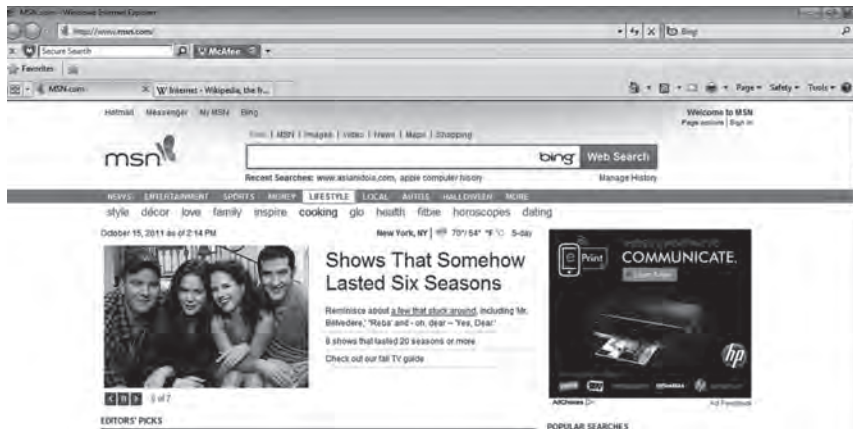 MSN.com - Windows Internet Explorer
http://www.msn.com/
Bing
Secure Search
McAfee
Favorites
MSN.com
W Internet - Wikipedia, the fr...
Page
Safety
Tools
Hotmail Messenger My MSN Bing
Welcome to MSN
Page options | Sign in
| MSN | Images | Video | News | Maps | Shopping
msn
bing
Web Search
Recent Searches: www.asianidols.com, apple computer history
Manage History
NEWS ENTERTAINMENT SPORTS MONEY LIFESTYLE LOCAL AUTOS HALLOWEEN MORE
style décor love family inspire cooking glo health fitbie horoscopes dating
October 15, 2011 as of 2:14 PM
New York, NY | 70°/ 54° °F °C 5-day
Shows That Somehow
Lasted Six Seasons
Reminisce about a few that stuck around, including 'Mr.
Belvedere,' 'Reba' and - oh, dear -- 'Yes, Dear'
8 shows that lasted 20 seasons or more
Check out our fall TV guide
5 of 7
EDITORS' PICKS
e Print
COMMUNICATE.
hp
AdChoices
Ad Feedback
POPULAR SEARCHES